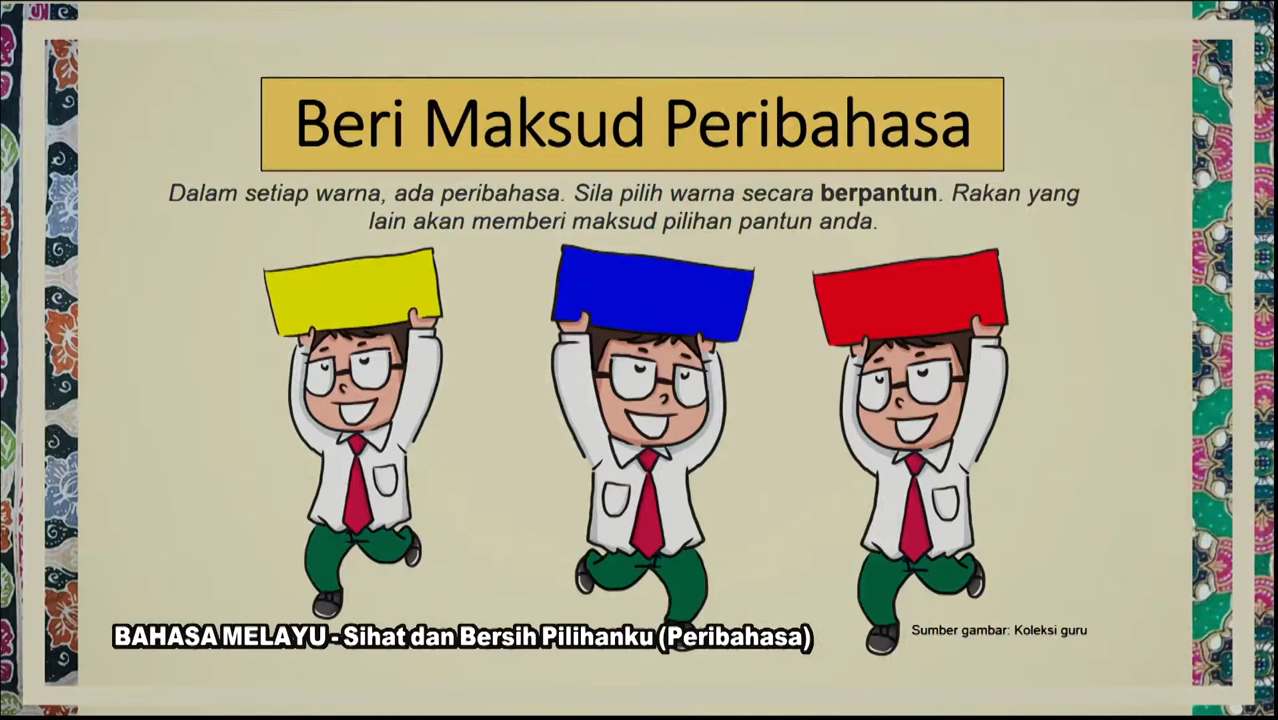 Beri Maksud Peribahasa
Dalam setiap warna, ada peribahasa. Sila pilih warna secara berpantun. Rakan yang
lain akan memberi maksud pilihan pantun anda.
BAHASA MELAYU - Sihat dan Bersih Pilihanku (Peribahasa)
Sumber gambar: Koleksi guru